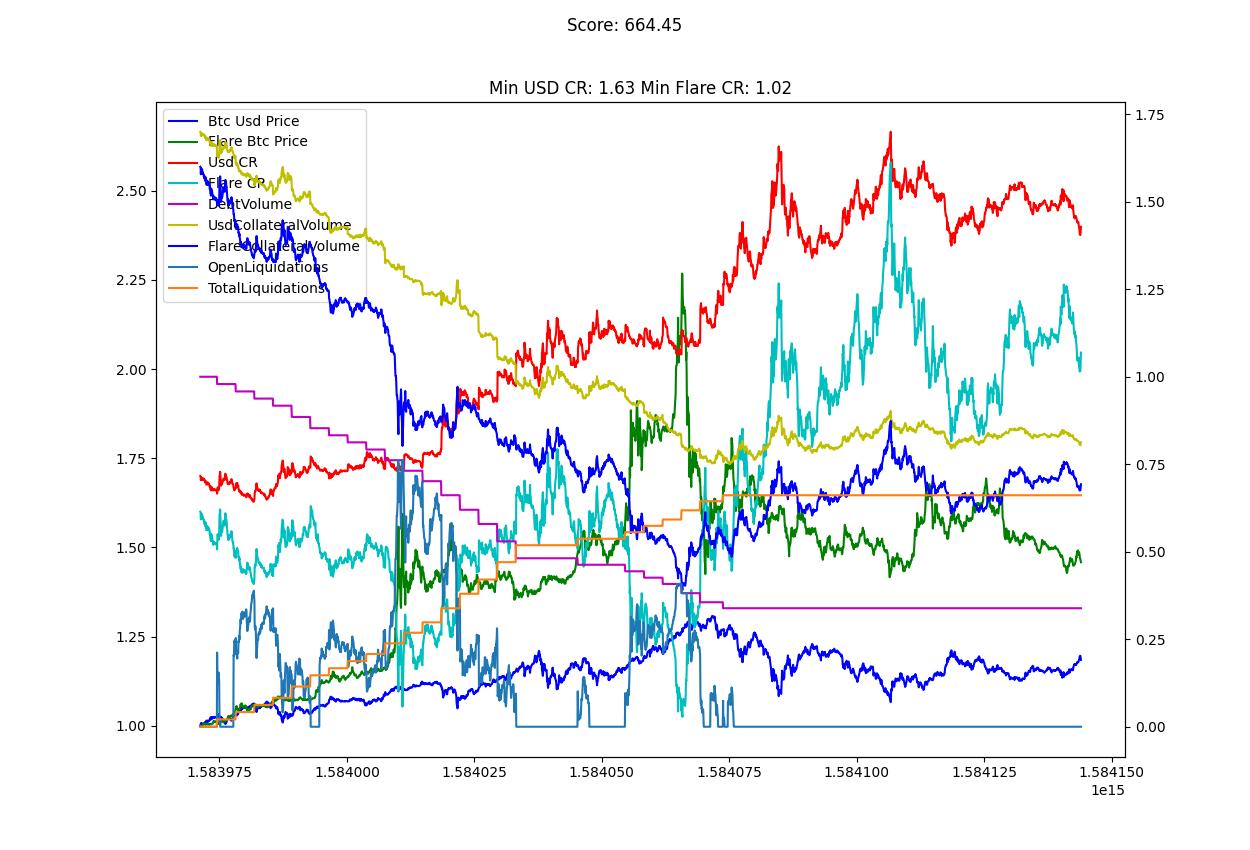 Score: 664.45
Min USD CR: 1.63 Min Flare CR: 1.02
Btc Usd Price
Flare Btc Price
Usd CR
Flare CR
DebtVolume
UsdCollateralVolume
FlareCollateralVolume
OpenLiquidations
TotalLiquidations
2.50
2.25
2.00
1.75
1.50
1.25
1.00
1.75
1.50
1.25
1.00
0.75
0.50
0.25
0.00
1.583975 1.584000 1.584025 1.584050 1.584075 1.584100 1.584125 1.584150
1e15